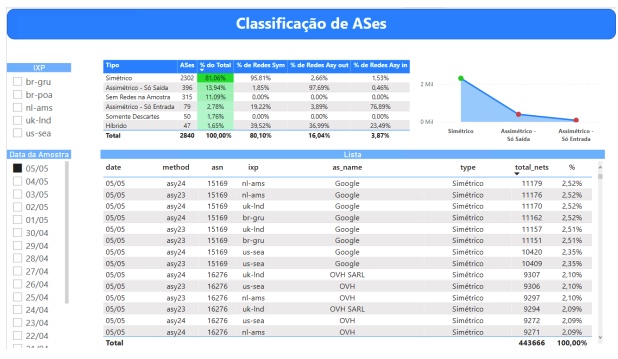 Classificação de ASes
IXP
br-gru
br-poa
nl-ams
uk-lnd
us-sea
Tipo ASes % do Total % de Redes Sym % de Redes Asy out % de Redes Asy in
Simétrico 2302 81,06% 95,81% 2,66% 1,53%
Assimétrico - Só Saída 396 13,94% 1,85% 97,69% 0,46%
Sem Redes na Amostra 315 11,09% 0,00% 0,00% 0,00%
Assimétrico - Só Entrada 79 2,78% 19,22% 3,89% 76,89%
Somente Descartes 50 1,76% 0,00% 0,00% 0,00%
Híbrido 47 1,65% 39,52% 36,99% 23,49%
Total 2840 100,00% 80,10% 16,04% 3,87%
2 Mil
0 Mil
Simétrico
Assimétrico - Só Saída
Assimétrico - Só Entrada
Data da Amostra
05/05
04/05
03/05
02/05
01/05
30/04
29/04
28/04
27/04
26/04
25/04
24/04
23/04
22/04
21/04
Lista
date method asn ixp as_name type total_nets %
05/05 asy24 15169 nl-ams Google Simétrico 11179 2,52%
05/05 asy23 15169 nl-ams Google Simétrico 11176 2,52%
05/05 asy24 15169 uk-lnd Google Simétrico 11170 2,52%
05/05 asy24 15169 br-gru Google Simétrico 11162 2,52%
05/05 asy23 15169 uk-lnd Google Simétrico 11157 2,51%
05/05 asy23 15169 br-gru Google Simétrico 11151 2,51%
05/05 asy24 15169 us-sea Google Simétrico 10420 2,35%
05/05 asy23 15169 us-sea Google Simétrico 10409 2,35%
05/05 asy24 16276 uk-lnd OVH SARL Simétrico 9307 2,10%
05/05 asy24 16276 us-sea OVH Simétrico 9306 2,10%
05/05 asy23 16276 nl-ams OVH Simétrico 9297 2,10%
05/05 asy23 16276 uk-lnd OVH SARL Simétrico 9294 2,09%
05/05 asy23 16276 us-sea OVH Simétrico 9272 2,09%
05/05 asy24 16276 nl-ams OVH Simétrico 9271 2,09%
Total 443666 100,00%